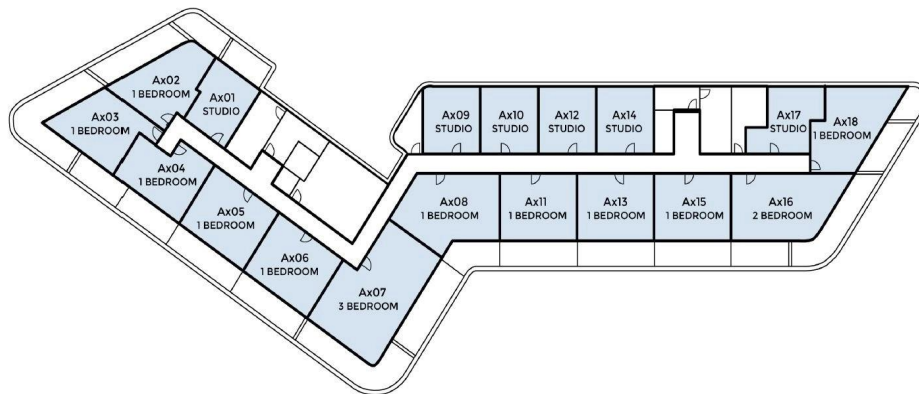 Ax02
1 BEDROOM
Ax01
STUDIO
Ax03
1 BEDROOM
Ax04
1 BEDROOM
Ax05
1 BEDROOM
Ax06
1 BEDROOM
Ax07
3 BEDROOM
Ax09
STUDIO
Ax10
STUDIO
Ax12
STUDIO
Ax14
STUDIO
Ax17
STUDIO
Ax18
1 BEDROOM
Ax08
1 BEDROOM
Ax11
1 BEDROOM
Ax13
1 BEDROOM
Ax15
1 BEDROOM
Ax16
2 BEDROOM